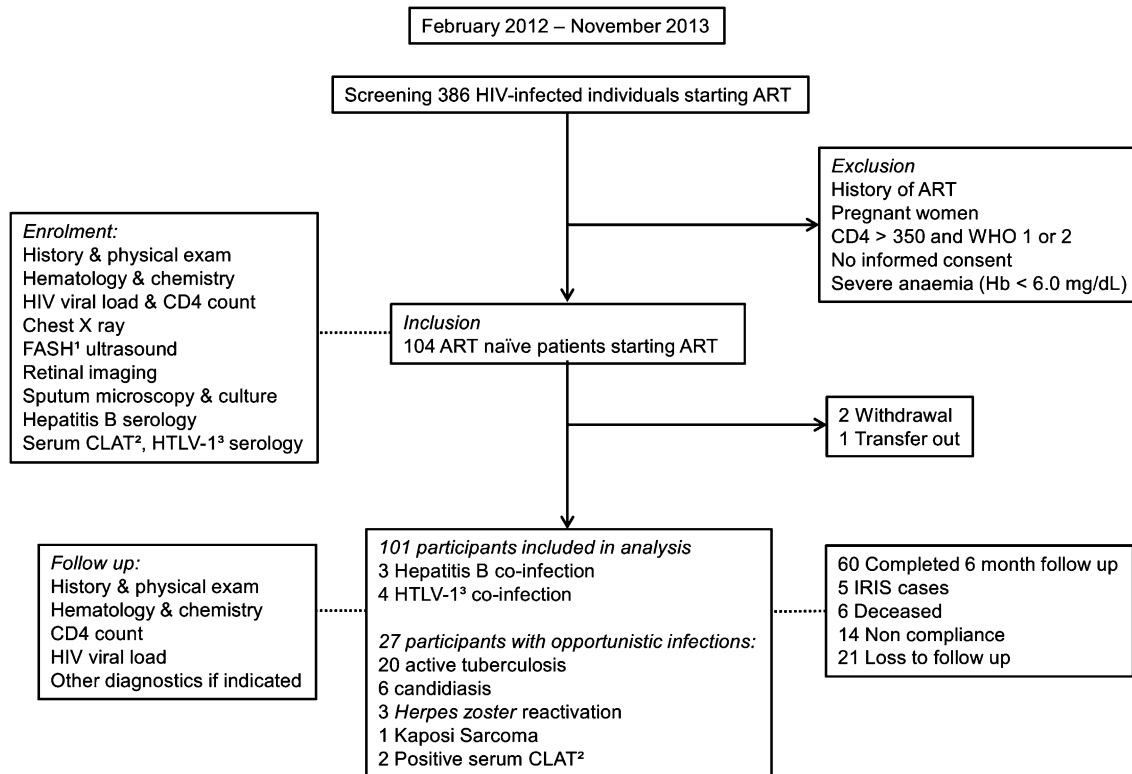 February 2012 – November 2013
Screening 386 HIV-infected individuals starting ART
Exclusion
History of ART
Pregnant women
CD4 > 350 and WHO 1 or 2
No informed consent
Severe anaemia (Hb < 6.0 mg/dL)
Enrolment:
History & physical exam
Hematology & chemistry
HIV viral load & CD4 count
Chest X ray
FASH¹ ultrasound
Retinal imaging
Sputum microscopy & culture
Hepatitis B serology
Serum CLAT², HTLV-1³ serology
Inclusion
104 ART naïve patients starting ART
2 Withdrawal
1 Transfer out
Follow up:
History & physical exam
Hematology & chemistry
CD4 count
HIV viral load
Other diagnostics if indicated
101 participants included in analysis
3 Hepatitis B co-infection
4 HTLV-1³ co-infection
27 participants with opportunistic infections:
20 active tuberculosis
6 candidiasis
3 Herpes zoster reactivation
1 Kaposi Sarcoma
2 Positive serum CLAT²
60 Completed 6 month follow up
5 IRIS cases
6 Deceased
14 Non compliance
21 Loss to follow up